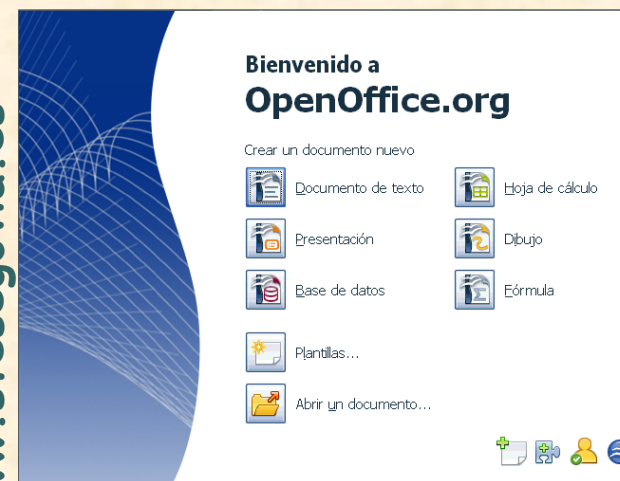 Bienvenido a
OpenOffice.org
Crear un documento nuevo
Documento de texto
Hoja de cálculo
Presentación
Dibujo
Base de datos
Fórmula
Plantillas...
Abrir un documento...